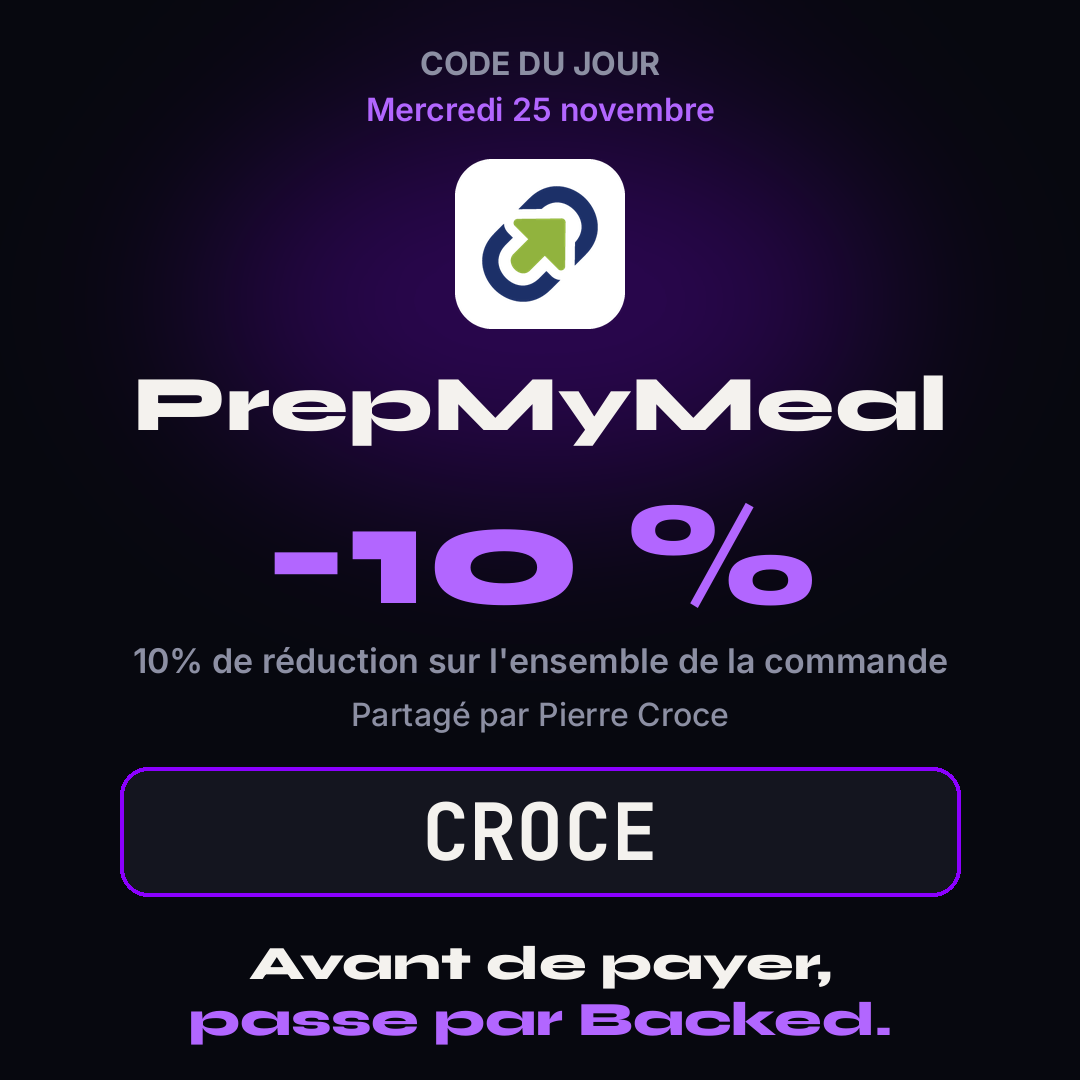 CODE DU JOUR
Mercredi 25 novembre
PrepMyMeal
-10 %
10% de réduction sur l'ensemble de la commande
Partagé par Pierre Croce
CROCE
Avant de payer,
passe par Backed.